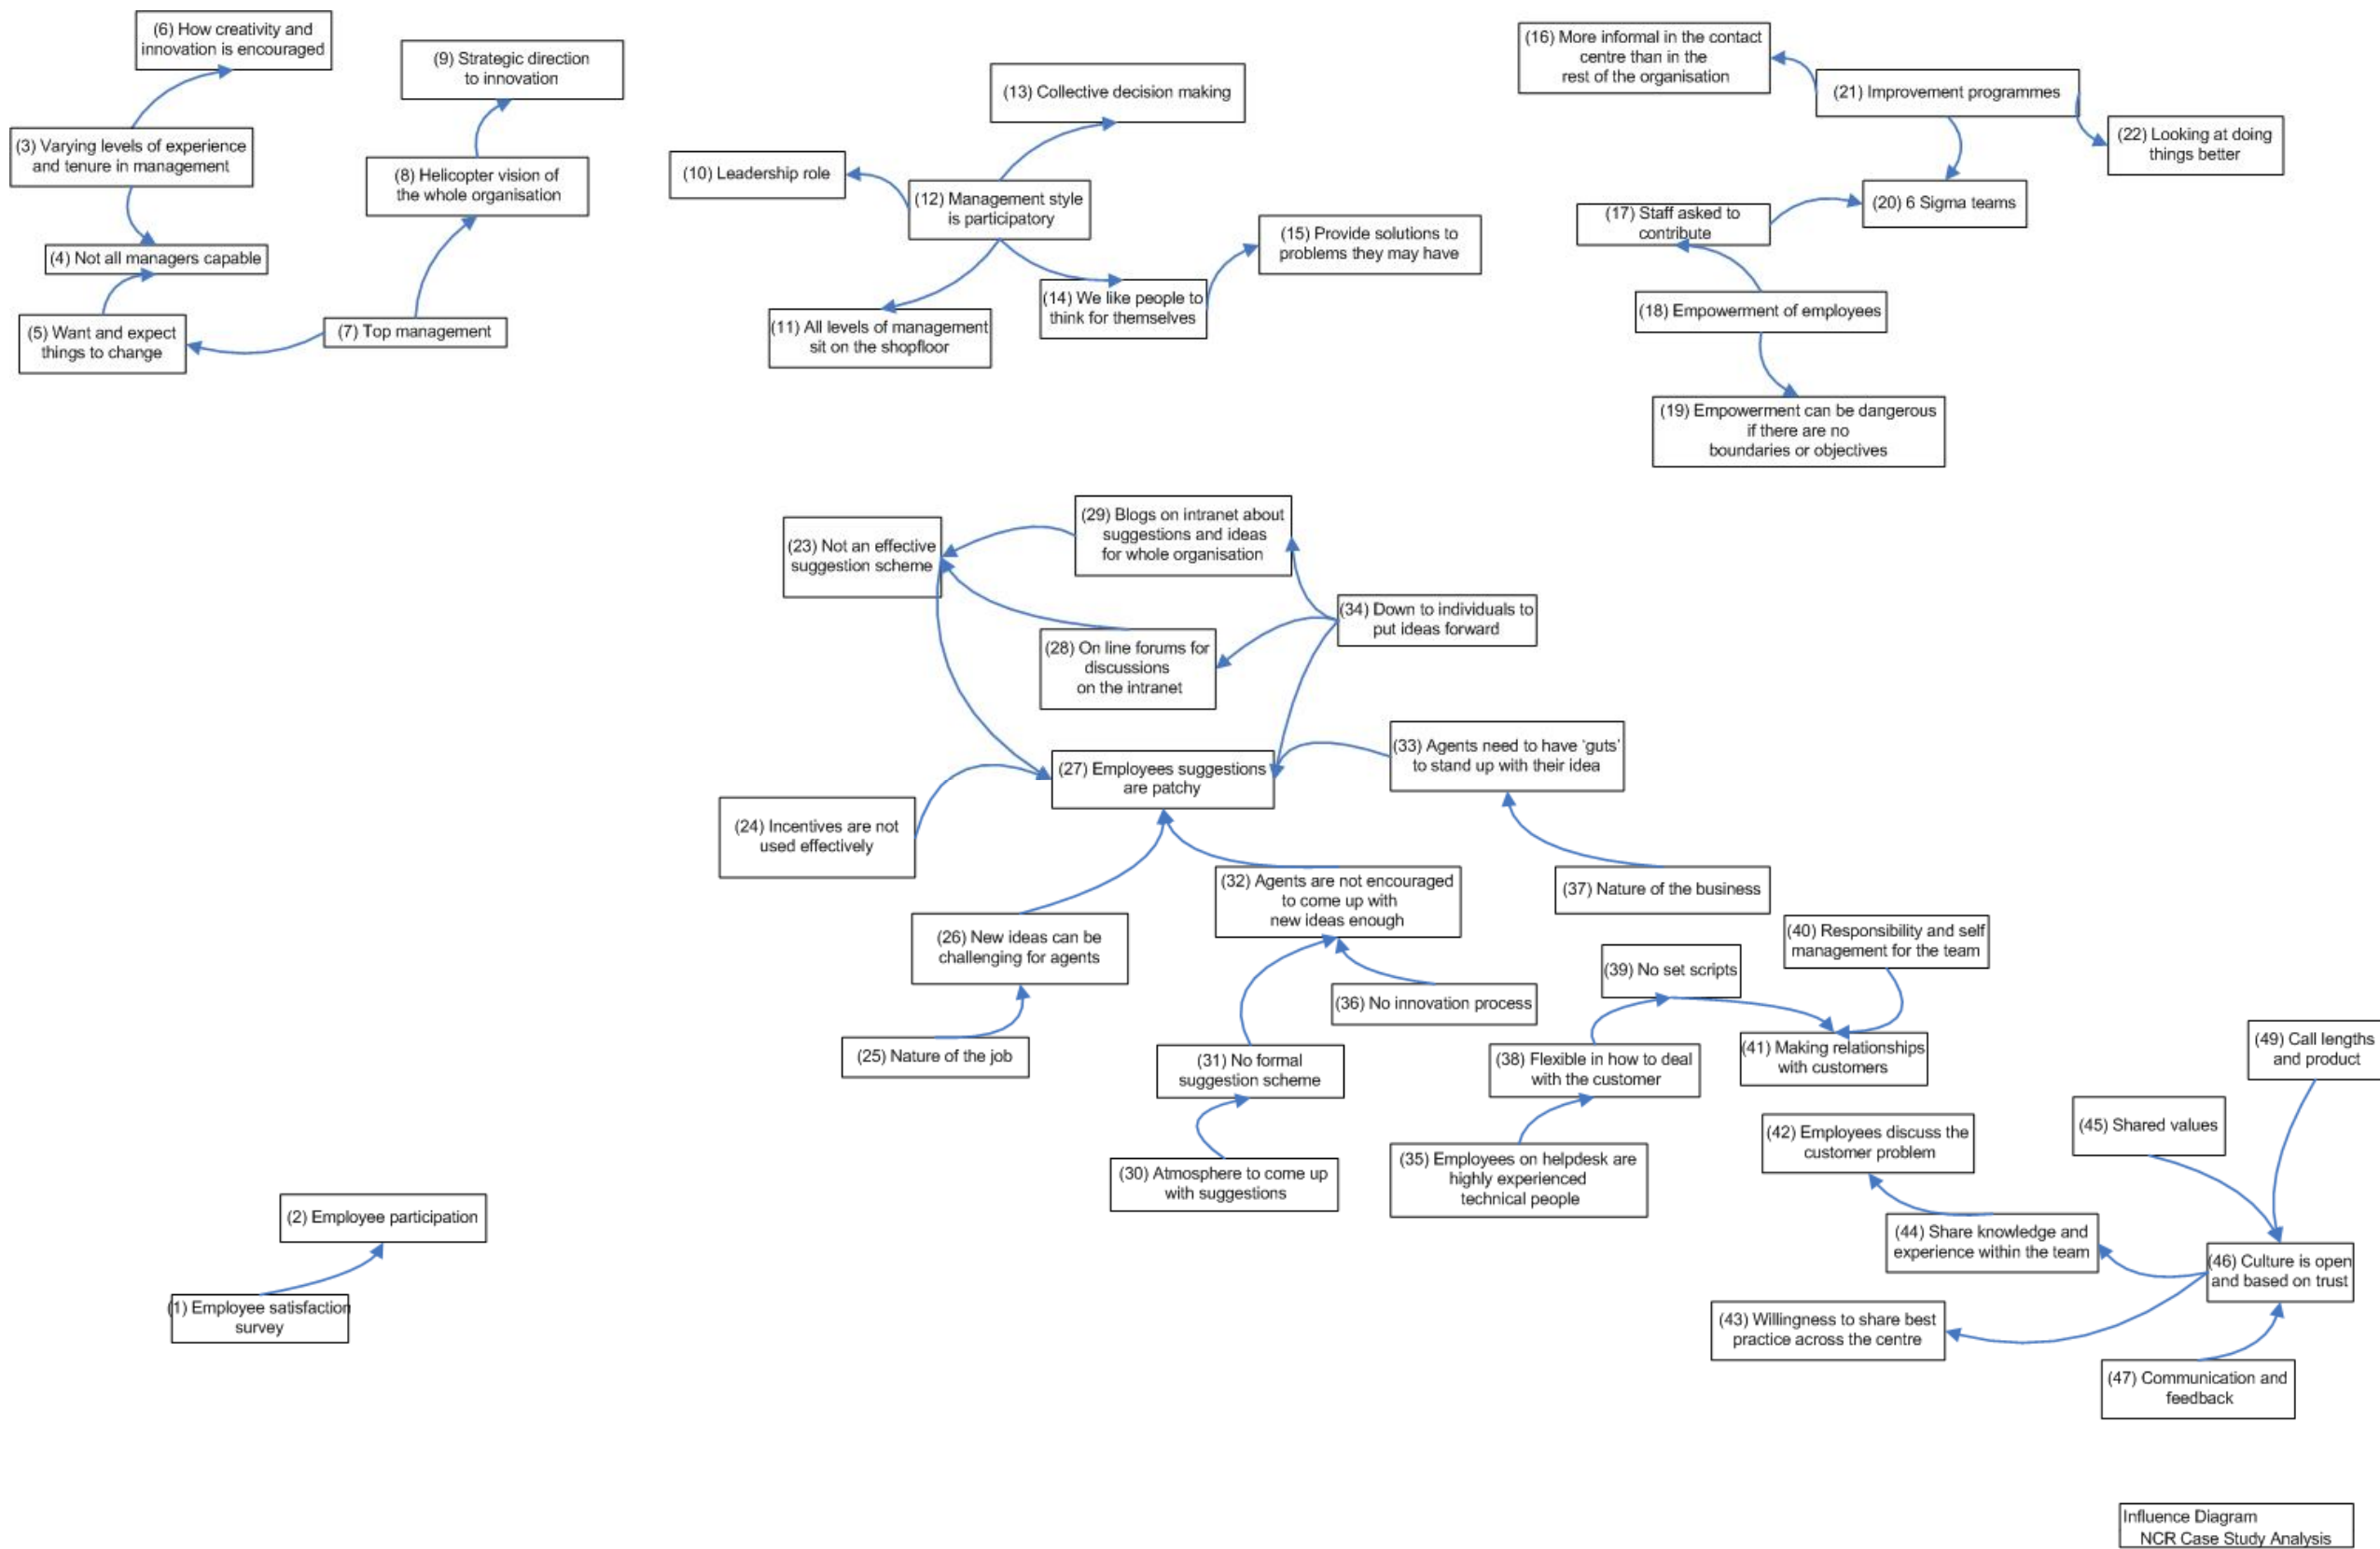 (6) How creativity and
innovation is encouraged
(9) Strategic direction
to innovation
(3) Varying levels of experience
and tenure in management
(8) Helicopter vision of
the whole organisation
(4) Not all managers capable
(5) Want and expect
things to change
(7) Top management
(13) Collective decision making
(10) Leadership role
(12) Management style
is participatory
(15) Provide solutions to
problems they may have
(14) We like people to
think for themselves
(11) All levels of management
sit on the shopfloor
(16) More informal in the contact
centre than in the
rest of the organisation
(21) Improvement programmes
(22) Looking at doing
things better
(20) 6 Sigma teams
(17) Staff asked to
contribute
(18) Empowerment of employees
(19) Empowerment can be dangerous
if there are no
boundaries or objectives
(29) Blogs on intranet about
suggestions and ideas
for whole organisation
(23) Not an effective
suggestion scheme
(34) Down to individuals to
put ideas forward
(28) On line forums for
discussions
on the intranet
(33) Agents need to have 'guts'
to stand up with their idea
(27) Employees suggestions
are patchy
(24) Incentives are not
used effectively
(32) Agents are not encouraged
to come up with
new ideas enough
(37) Nature of the business
(26) New ideas can be
challenging for agents
(40) Responsibility and self
management for the team
(39) No set scripts
(36) No innovation process
(25) Nature of the job
(31) No formal
suggestion scheme
(38) Flexible in how to deal
with the customer
(41) Making relationships
with customers
(49) Call lengths
and product
(45) Shared values
(42) Employees discuss the
customer problem
(30) Atmosphere to come up
with suggestions
(35) Employees on helpdesk are
highly experienced
technical people
(44) Share knowledge and
experience within the team
(46) Culture is open
and based on trust
(43) Willingness to share best
practice across the centre
(47) Communication and
feedback
(2) Employee participation
(1) Employee satisfaction
survey
Influence Diagram
NCR Case Study Analysis